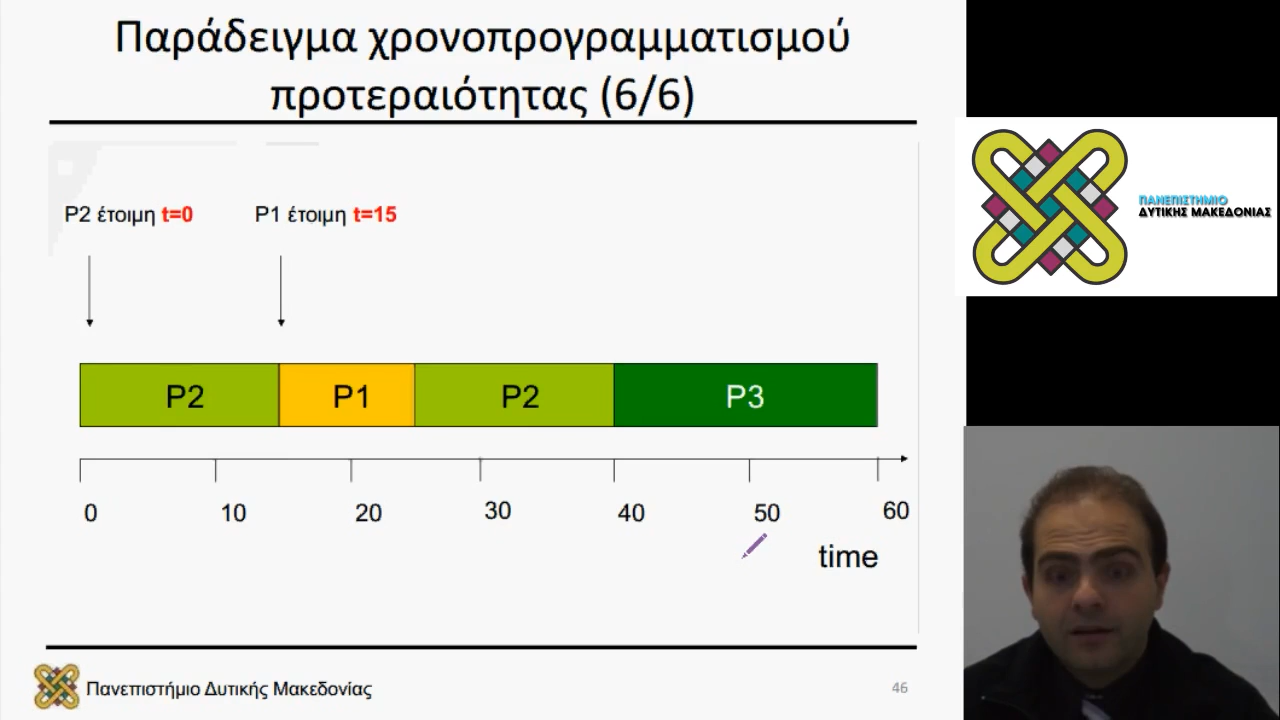 Παράδειγμα χρονοπρογραμματισμού
προτεραιότητας (6/6)
P2 έτοιμη t=0
P1 έτοιμη t=15
P2
P1
P2
P3
0
10
20
30
40
50
60
time
Πανεπιστήμιο Δυτικής Μακεδονίας
46
ΠΑΝΕΠΙΣΤΗΜΙΟ
ΔΥΤΙΚΗΣ ΜΑΚΕΔΟΝΙΑΣ